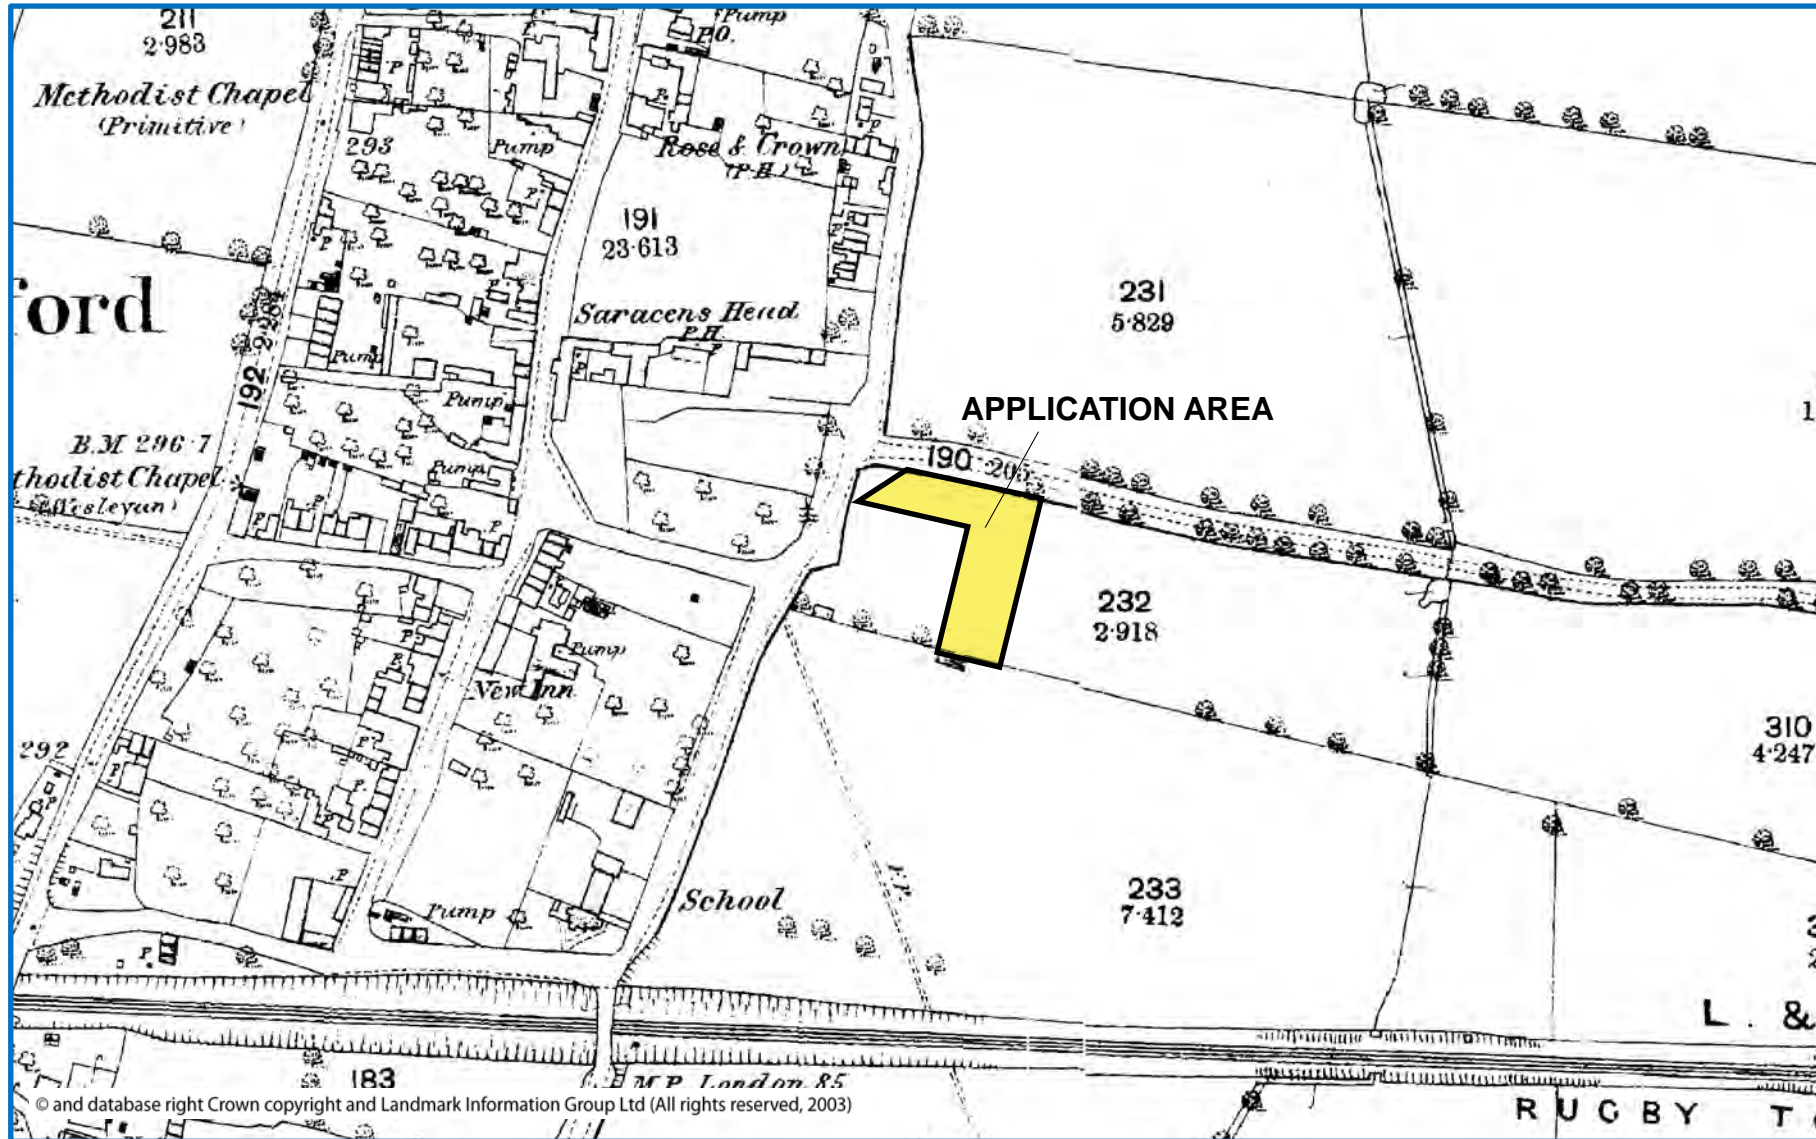 211
2·983
Pump
P.O.
Methodist Chapel
(Primitive)
P
P
P
293
Pump
P
Rose & Crown
(P.H.)
191
23·613
P
P
ford
231
5·829
Saracens Head
P.H.
P
P
Pump
192
APPLICATION AREA
Pump
B.M 296·7
thodist Chapel
(Wesleyan)
Pump
P
P
190
232
2·918
P
P
Pump
New Inn
292
P
P
P
P
P
310
4·247
F.P.
233
7·412
P
School
Pump
P
L. &
183
M.P. London 85
© and database right Crown copyright and Landmark Information Group Ltd (All rights reserved, 2003)
RUGBY T